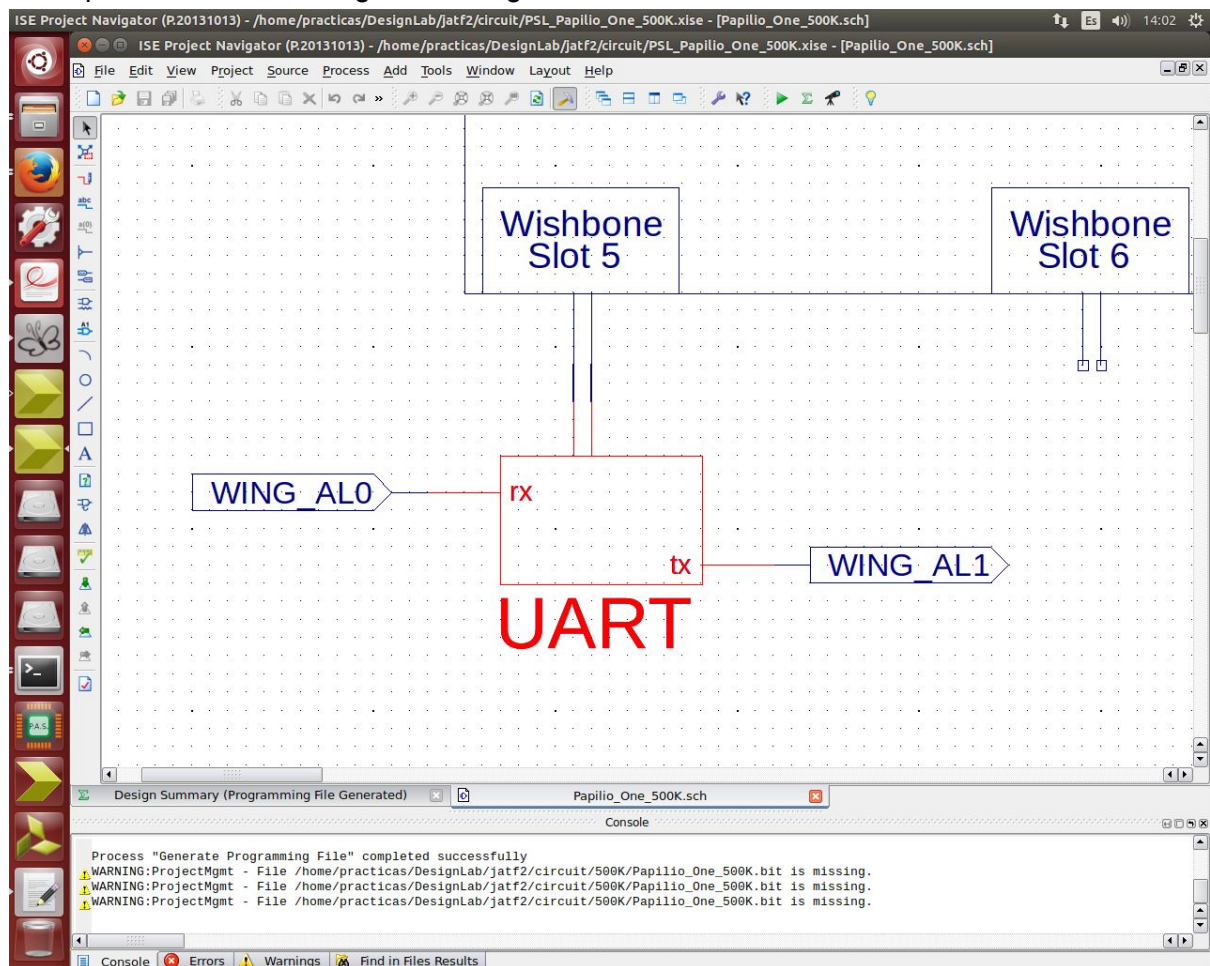 ISE Project Navigator (P.20131013) - /home/practicas/DesignLab/jatf2/circuit/PSL_Papilio_One_500K.xise - [Papilio_One_500K.sch]
Es
14:02
ISE Project Navigator (P.20131013) - /home/practicas/DesignLab/jatf2/circuit/PSL_Papilio_One_500K.xise - [Papilio_One_500K.sch]
File Edit View Project Source Process Add Tools Window Layout Help
Wishbone
Slot 5
Wishbone
Slot 6
WING_AL0
rx
tx
WING_AL1
UART
abc
a(0)
A1
A
P.A.S.
Design Summary (Programming File Generated)
Papilio_One_500K.sch
Console
Process "Generate Programming File" completed successfully
WARNING:ProjectMgmt - File /home/practicas/DesignLab/jatf2/circuit/500K/Papilio_One_500K.bit is missing.
WARNING:ProjectMgmt - File /home/practicas/DesignLab/jatf2/circuit/500K/Papilio_One_500K.bit is missing.
WARNING:ProjectMgmt - File /home/practicas/DesignLab/jatf2/circuit/500K/Papilio_One_500K.bit is missing.
Console Errors Warnings Find in Files Results